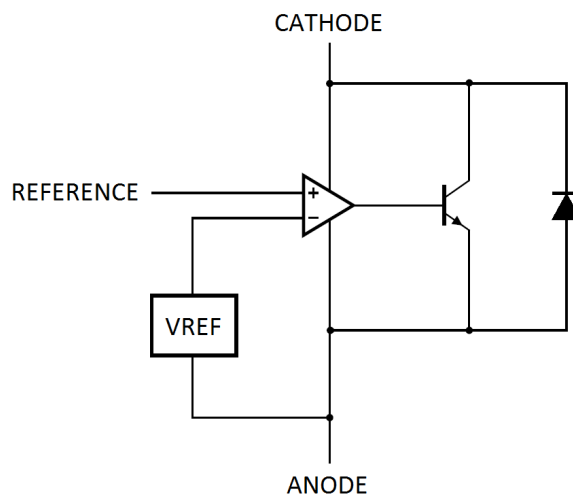 CATHODE
REFERENCE
+
−
VREF
ANODE